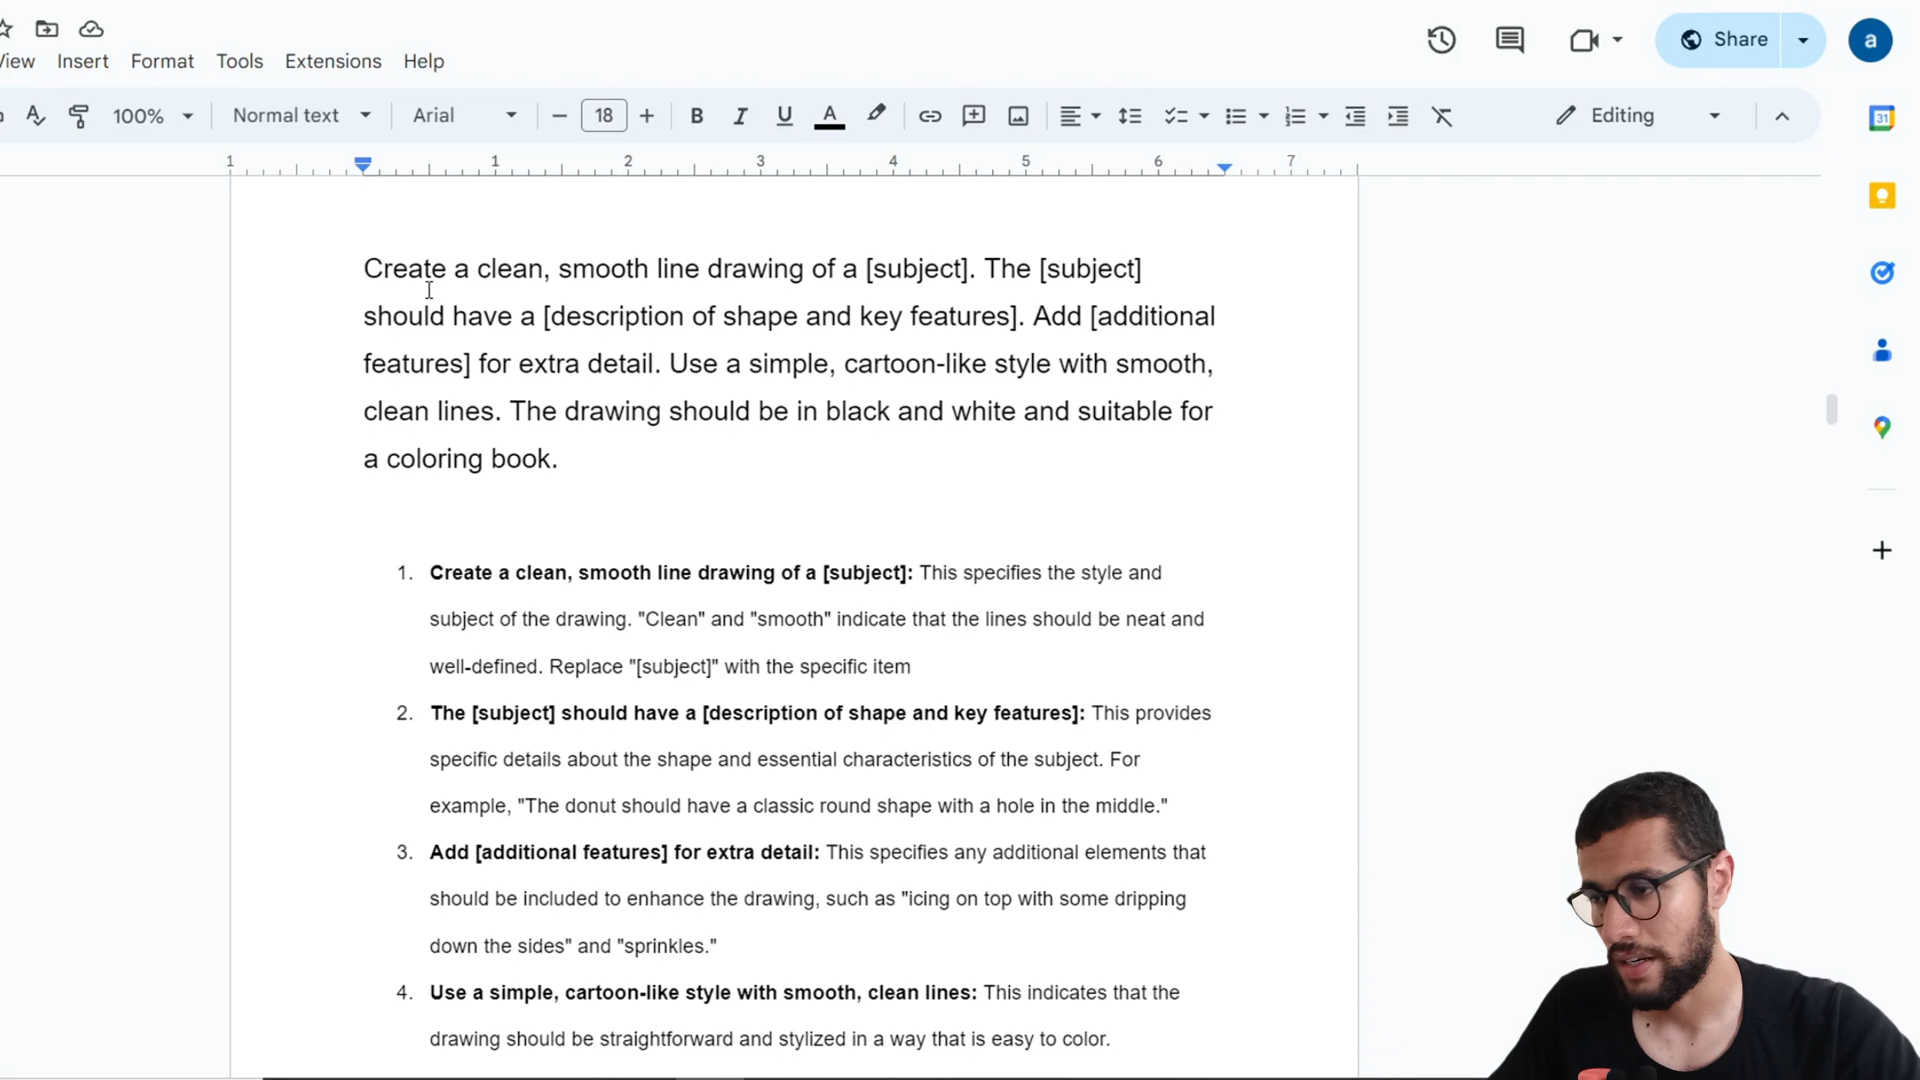 View Insert Format Tools Extensions Help
Share
a
100% Normal text Arial 18 B I U A Editing
31
1 1 2 3 4 5 6 7
Create a clean, smooth line drawing of a [subject]. The [subject]
should have a [description of shape and key features]. Add [additional
features] for extra detail. Use a simple, cartoon-like style with smooth,
clean lines. The drawing should be in black and white and suitable for
a coloring book.
1. Create a clean, smooth line drawing of a [subject]: This specifies the style and
subject of the drawing. "Clean" and "smooth" indicate that the lines should be neat and
well-defined. Replace "[subject]" with the specific item
2. The [subject] should have a [description of shape and key features]: This provides
specific details about the shape and essential characteristics of the subject. For
example, "The donut should have a classic round shape with a hole in the middle."
3. Add [additional features] for extra detail: This specifies any additional elements that
should be included to enhance the drawing, such as "icing on top with some dripping
down the sides" and "sprinkles."
4. Use a simple, cartoon-like style with smooth, clean lines: This indicates that the
drawing should be straightforward and stylized in a way that is easy to color.